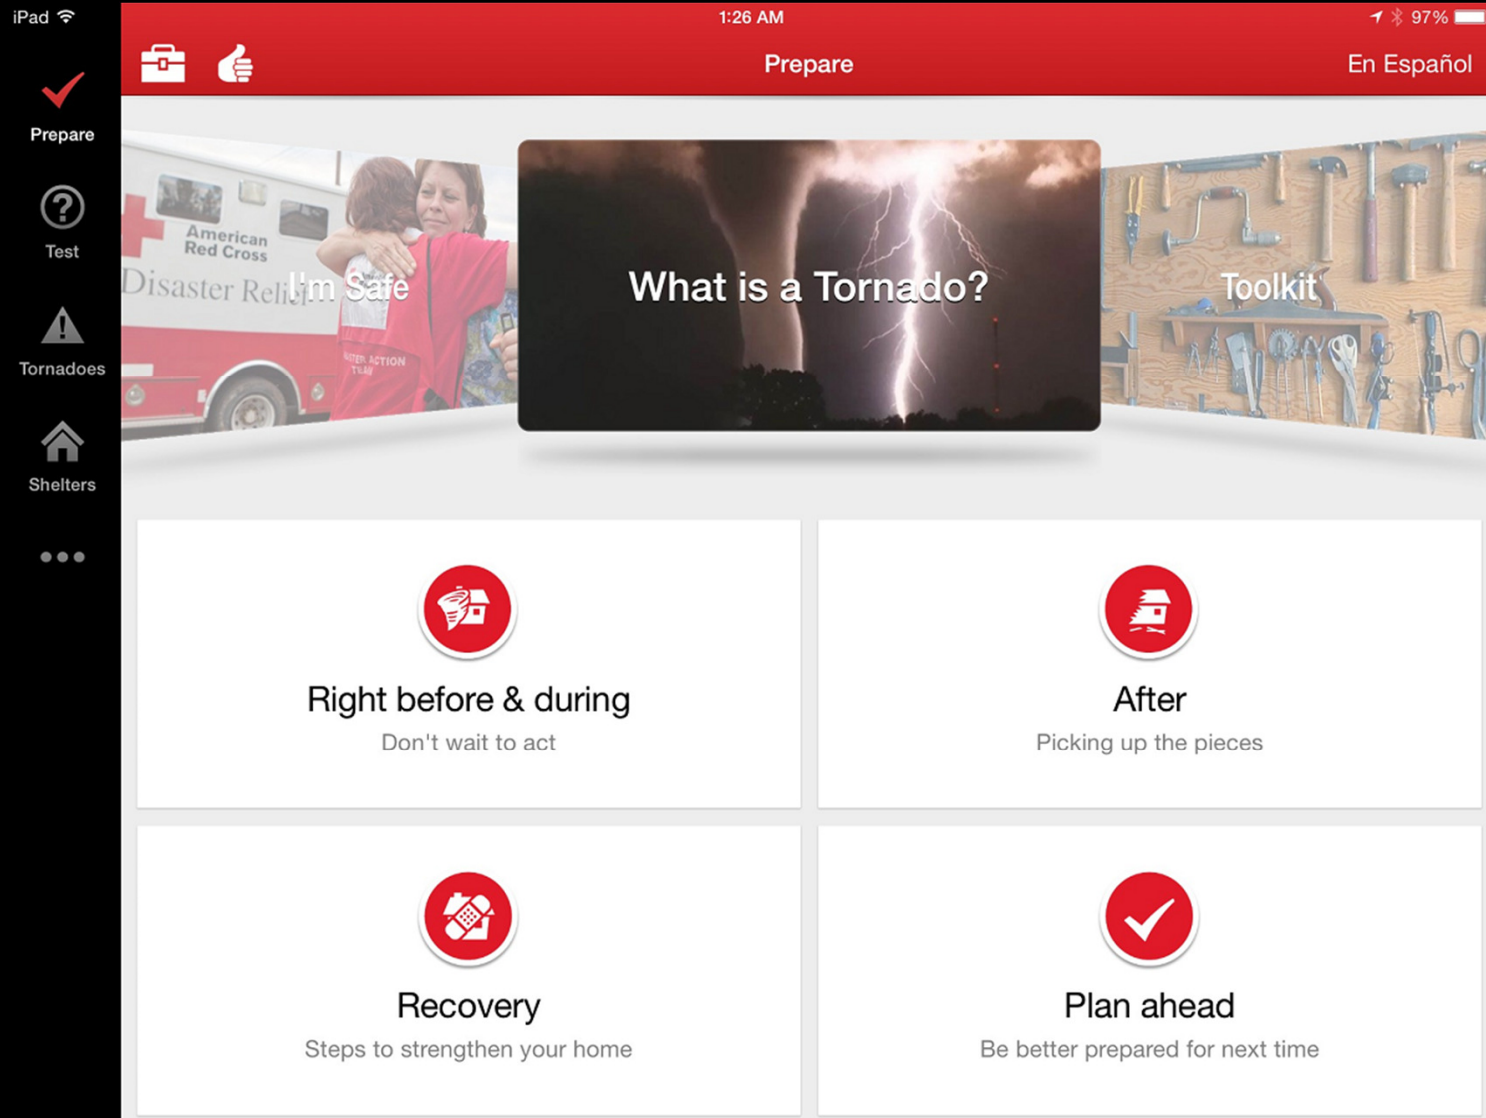 iPad
1:26 AM
97%
Prepare
En Español
Prepare
Test
Tornadoes
Shelters
American
Red Cross
Disaster Relief
I'm Safe
ACTION
TEAM
What is a Tornado?
Toolkit
Right before & during
Don't wait to act
After
Picking up the pieces
Recovery
Steps to strengthen your home
Plan ahead
Be better prepared for next time